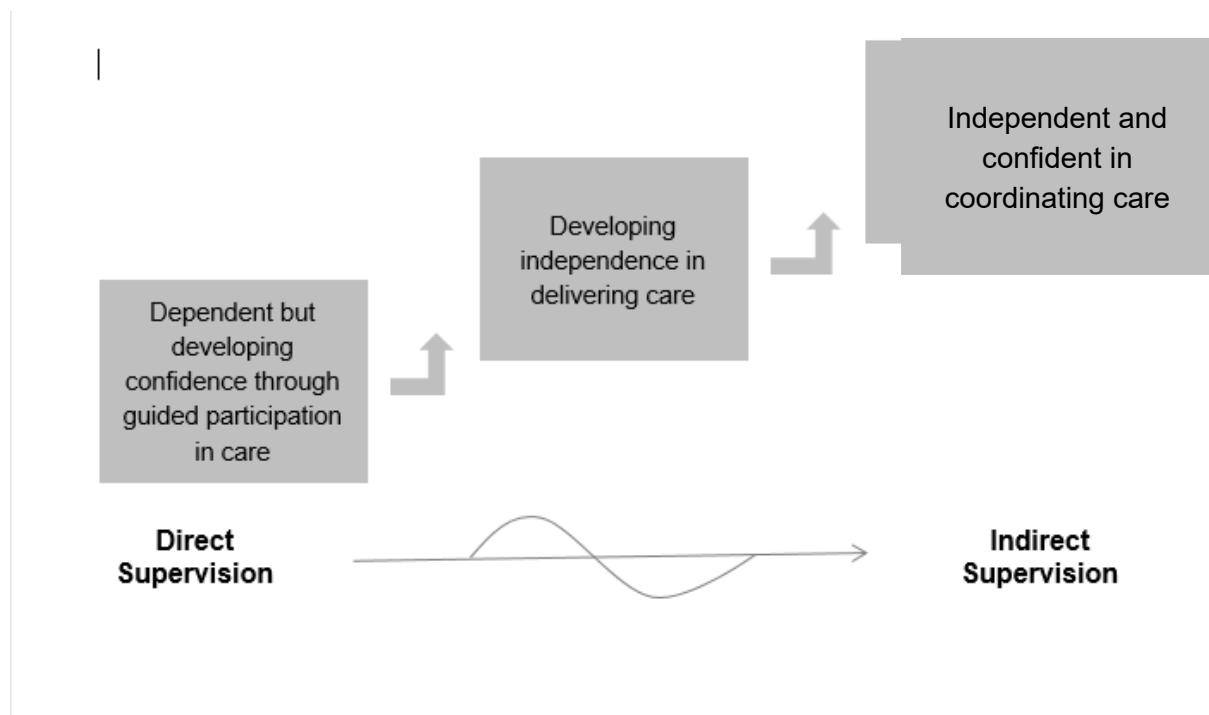 Independent and
confident in
coordinating care
Developing
independence in
delivering care
Dependent but
developing
confidence through
guided participation
in care
Direct
Supervision
Indirect
Supervision